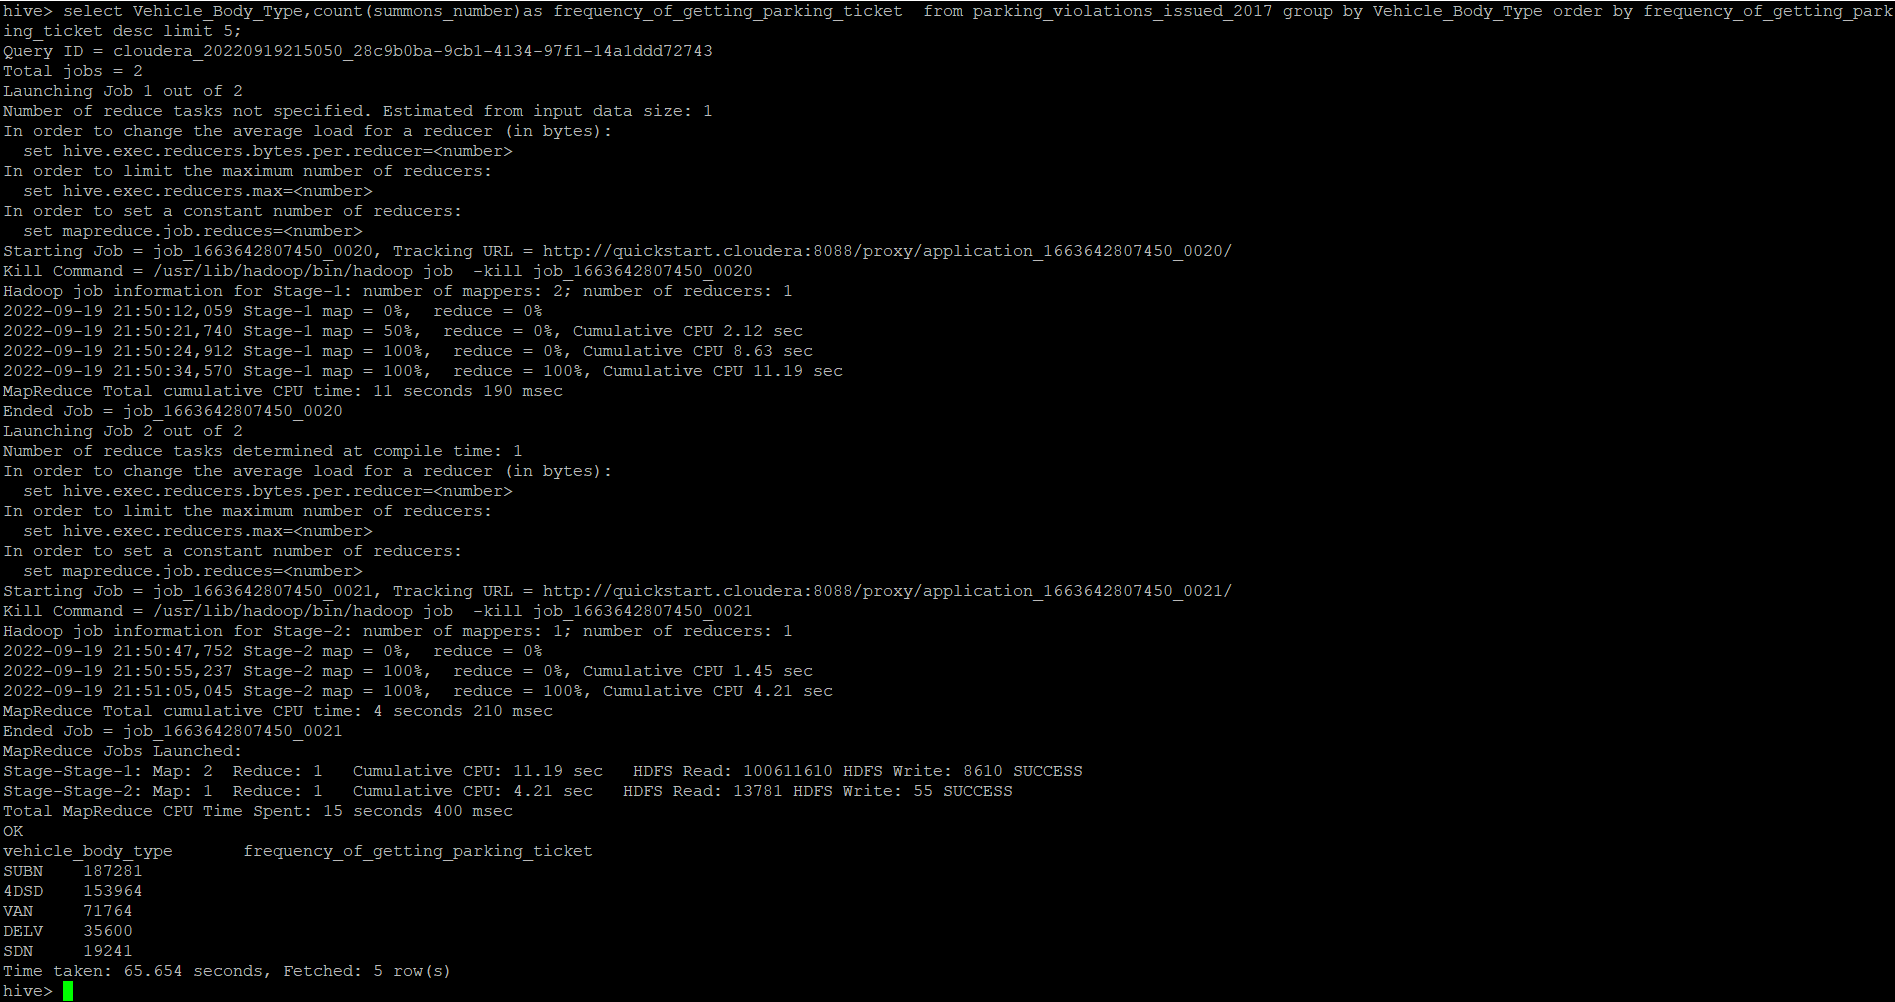 hive> select Vehicle_Body_Type,count(summons_number)as frequency_of_getting_parking_ticket  from parking_violations_issued_2017 group by Vehicle_Body_Type order by frequency_of_getting_park
ing_ticket desc limit 5;
Query ID = cloudera_20220919215050_28c9b0ba-9cb1-4134-97f1-14a1ddd72743
Total jobs = 2
Launching Job 1 out of 2
Number of reduce tasks not specified. Estimated from input data size: 1
In order to change the average load for a reducer (in bytes):
  set hive.exec.reducers.bytes.per.reducer=<number>
In order to limit the maximum number of reducers:
  set hive.exec.reducers.max=<number>
In order to set a constant number of reducers:
  set mapreduce.job.reduces=<number>
Starting Job = job_1663642807450_0020, Tracking URL = http://quickstart.cloudera:8088/proxy/application_1663642807450_0020/
Kill Command = /usr/lib/hadoop/bin/hadoop job  -kill job_1663642807450_0020
Hadoop job information for Stage-1: number of mappers: 2; number of reducers: 1
2022-09-19 21:50:12,059 Stage-1 map = 0%,  reduce = 0%
2022-09-19 21:50:21,740 Stage-1 map = 50%,  reduce = 0%, Cumulative CPU 2.12 sec
2022-09-19 21:50:24,912 Stage-1 map = 100%,  reduce = 0%, Cumulative CPU 8.63 sec
2022-09-19 21:50:34,570 Stage-1 map = 100%,  reduce = 100%, Cumulative CPU 11.19 sec
MapReduce Total cumulative CPU time: 11 seconds 190 msec
Ended Job = job_1663642807450_0020
Launching Job 2 out of 2
Number of reduce tasks determined at compile time: 1
In order to change the average load for a reducer (in bytes):
  set hive.exec.reducers.bytes.per.reducer=<number>
In order to limit the maximum number of reducers:
  set hive.exec.reducers.max=<number>
In order to set a constant number of reducers:
  set mapreduce.job.reduces=<number>
Starting Job = job_1663642807450_0021, Tracking URL = http://quickstart.cloudera:8088/proxy/application_1663642807450_0021/
Kill Command = /usr/lib/hadoop/bin/hadoop job  -kill job_1663642807450_0021
Hadoop job information for Stage-2: number of mappers: 1; number of reducers: 1
2022-09-19 21:50:47,752 Stage-2 map = 0%,  reduce = 0%
2022-09-19 21:50:55,237 Stage-2 map = 100%,  reduce = 0%, Cumulative CPU 1.45 sec
2022-09-19 21:51:05,045 Stage-2 map = 100%,  reduce = 100%, Cumulative CPU 4.21 sec
MapReduce Total cumulative CPU time: 4 seconds 210 msec
Ended Job = job_1663642807450_0021
MapReduce Jobs Launched:
Stage-Stage-1: Map: 2  Reduce: 1   Cumulative CPU: 11.19 sec   HDFS Read: 100611610 HDFS Write: 8610 SUCCESS
Stage-Stage-2: Map: 1  Reduce: 1   Cumulative CPU: 4.21 sec   HDFS Read: 13781 HDFS Write: 55 SUCCESS
Total MapReduce CPU Time Spent: 15 seconds 400 msec
OK
vehicle_body_type       frequency_of_getting_parking_ticket
SUBN    187281
4DSD    153964
VAN     71764
DELV    35600
SDN     19241
Time taken: 65.654 seconds, Fetched: 5 row(s)
hive>